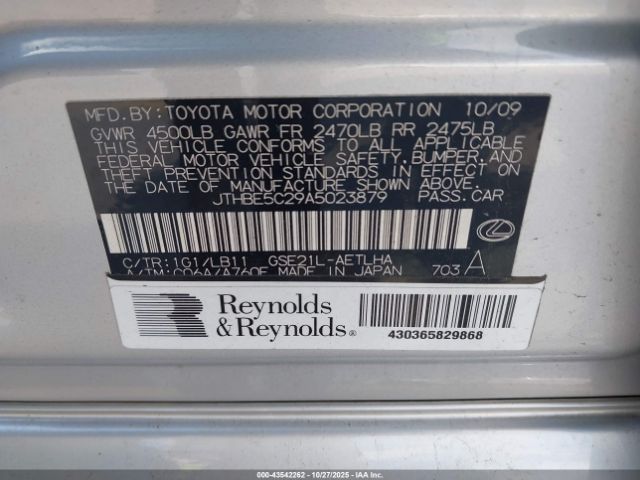 MFD.BY:TOYOTA MOTOR CORPORATION 10/09
GVWR 4500LB GAWR FR 2470LB RR 2475LB
THIS VEHICLE CONFORMS TO ALL APPLICABLE
FEDERAL MOTOR VEHICLE SAFETY,BUMPER,AND
THEFT PREVENTION STANDARDS IN EFFECT ON
THE DATE OF MANUFACTURE SHOWN ABOVE.
JTHBE5C29A5023879 PASS.CAR
C/TR:1G1/LB11 GSE21L-AETLHA
A/TM:C06A/A760E MADE IN JAPAN 703 A
Reynolds
&Reynolds®
430365829868
000-43542262 - 10/27/2025 - IAAI.com